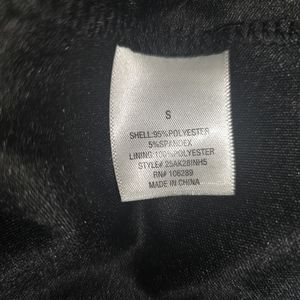 S
SHELL:95%POLYESTER
5%SPANDEX
LINING:100%POLYESTER
STYLE#:25AK28INH5
RN# 106289
MADE IN CHINA